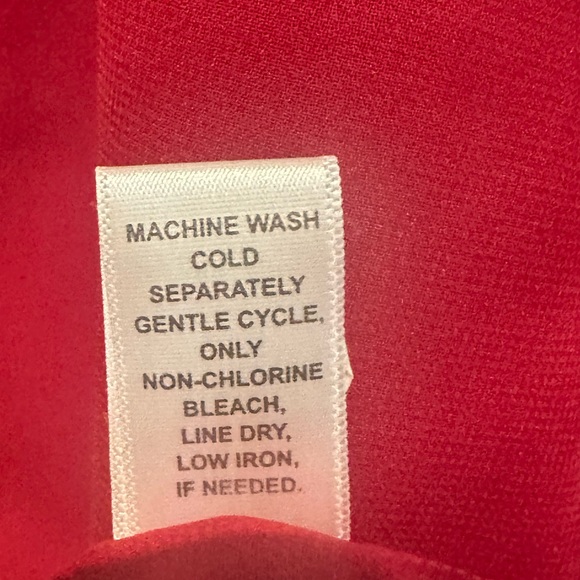 MACHINE WASH
COLD
SEPARATELY
GENTLE CYCLE,
ONLY
NON-CHLORINE
BLEACH,
LINE DRY,
LOW IRON,
IF NEEDED.